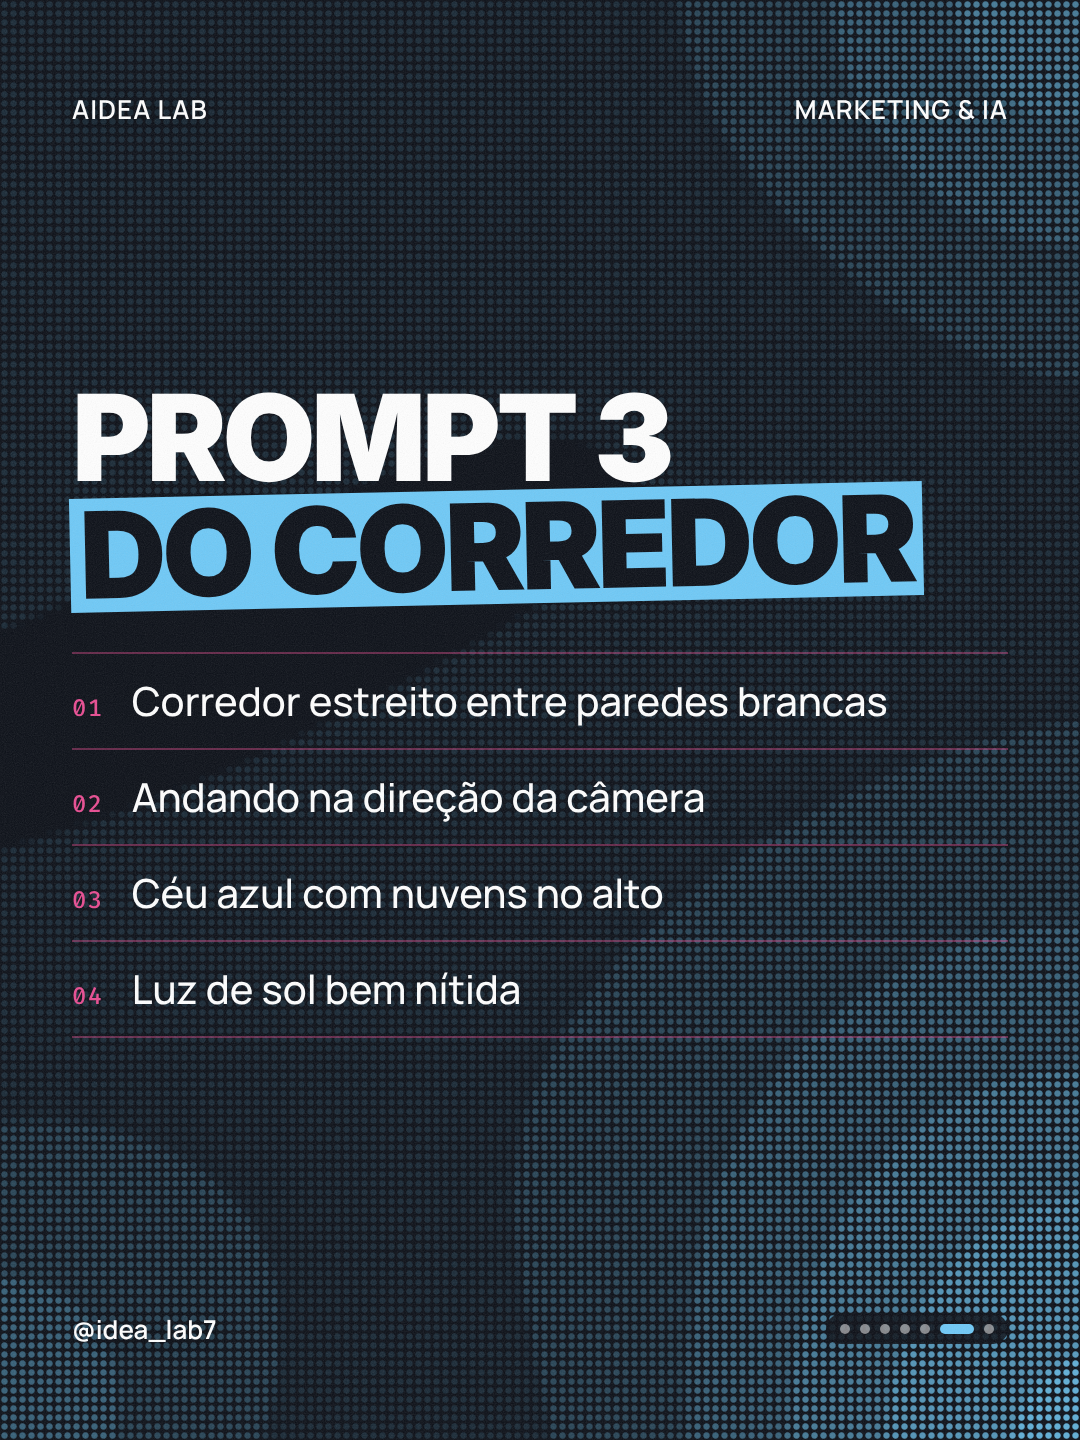 AIDEA LAB
MARKETING & IA
PROMPT 3
DO CORREDOR
01 Corredor estreito entre paredes brancas
02 Andando na direção da câmera
03 Céu azul com nuvens no alto
04 Luz de sol bem nítida
@idea_lab7